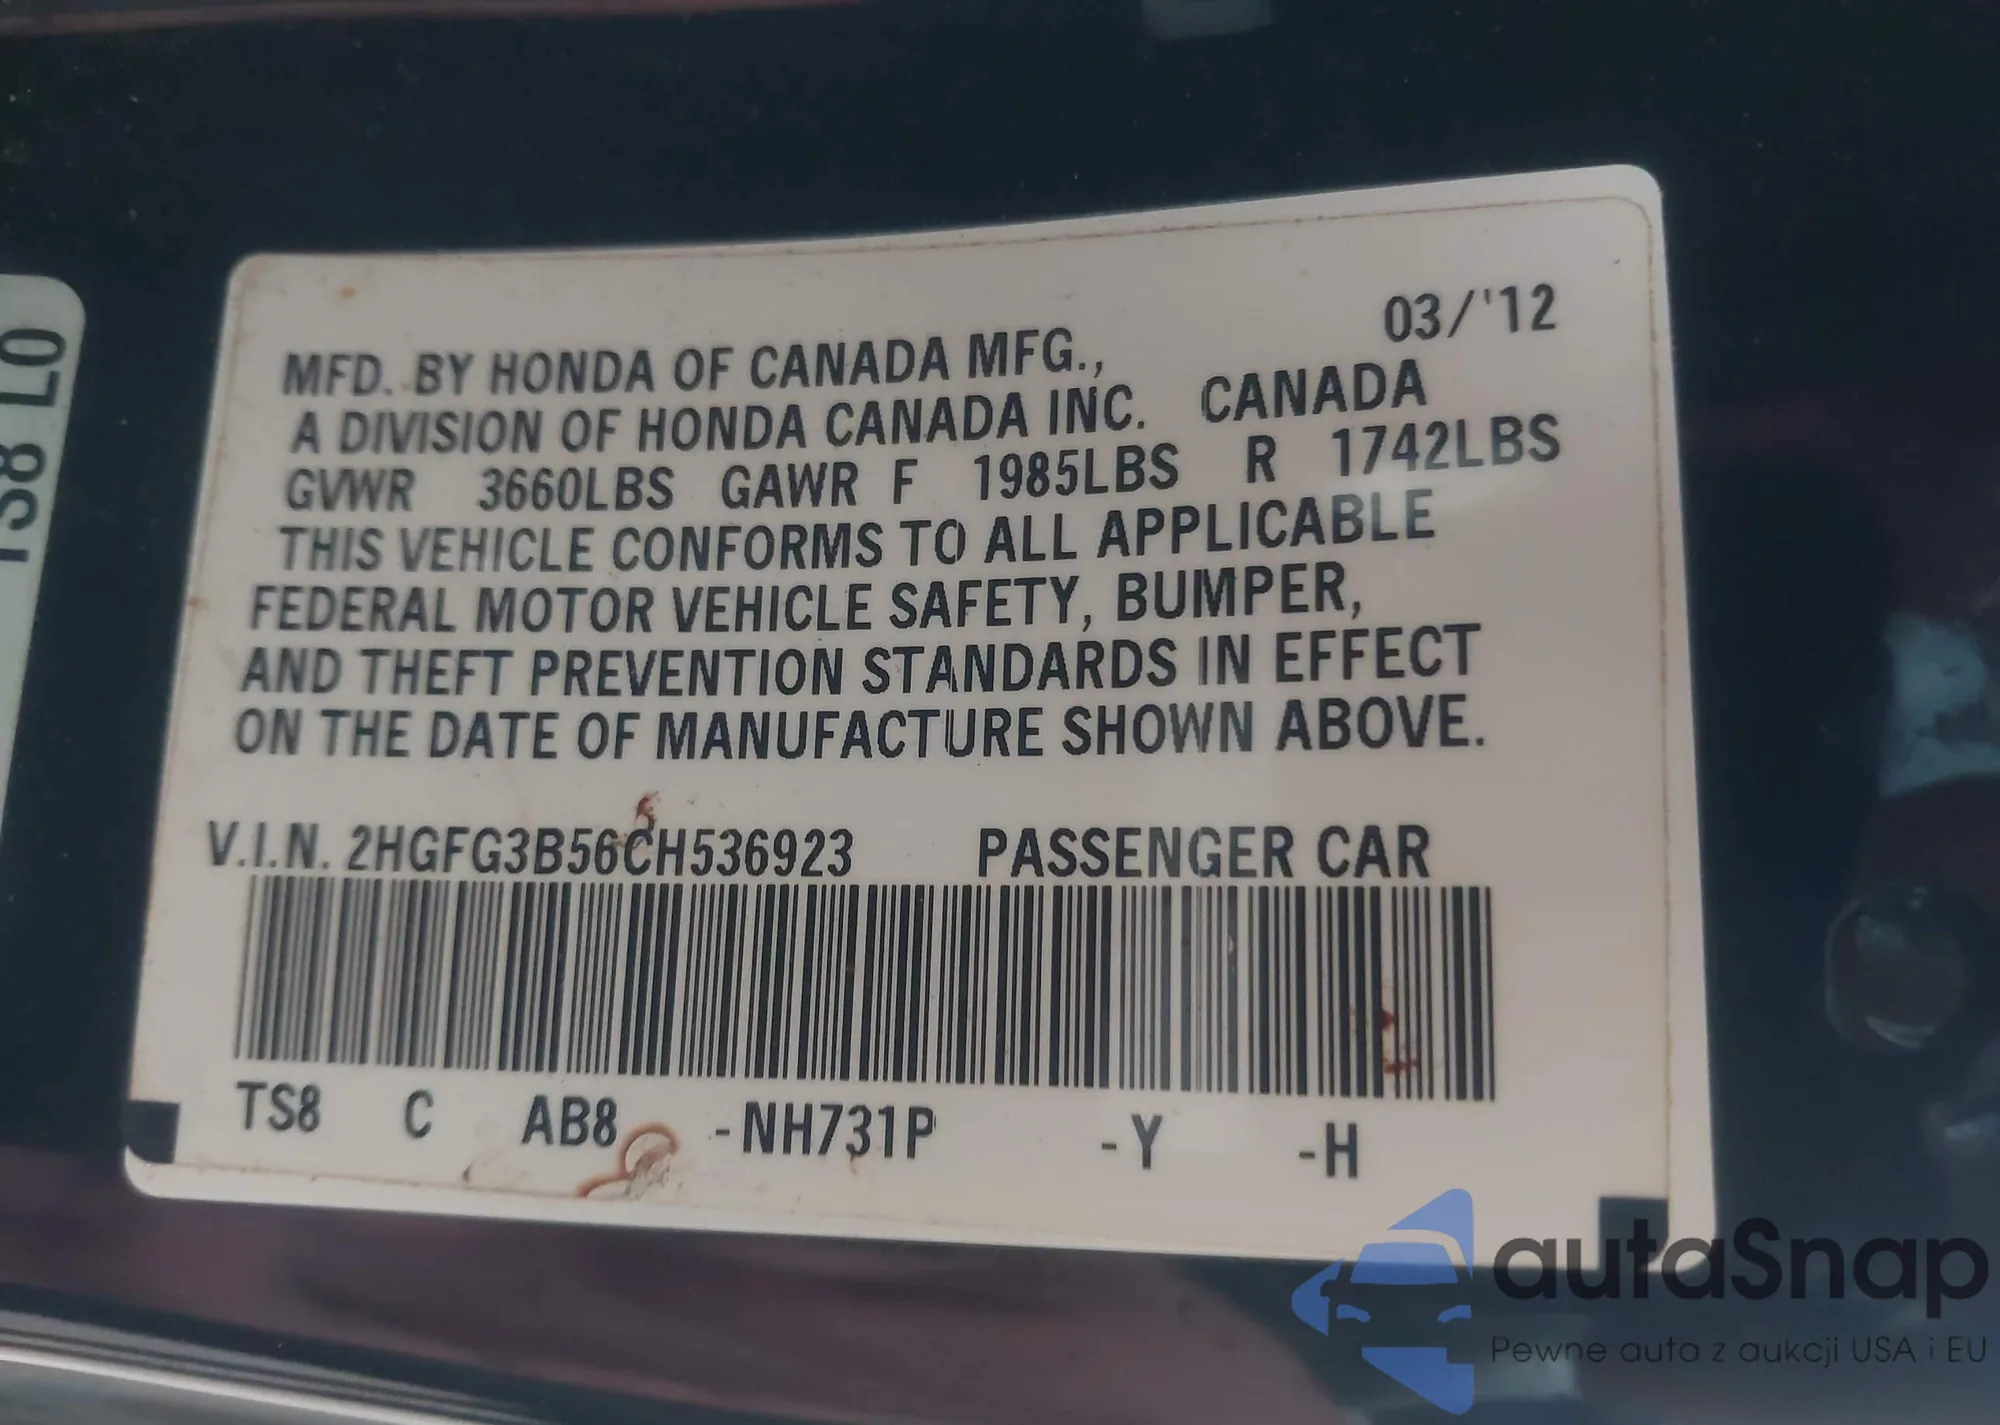 03/'12
MFD. BY HONDA OF CANADA MFG.,
A DIVISION OF HONDA CANADA INC. CANADA
GVWR 3660LBS GAWR F 1985LBS R 1742LBS
THIS VEHICLE CONFORMS TO ALL APPLICABLE
FEDERAL MOTOR VEHICLE SAFETY, BUMPER,
AND THEFT PREVENTION STANDARDS IN EFFECT
ON THE DATE OF MANUFACTURE SHOWN ABOVE.
V.I.N. 2HGFG3B56CH536923 PASSENGER CAR
TS8 C AB8 -NH731P -Y -H
TS8 L0
autaSnap
Pewne auta z aukcji USA i EU